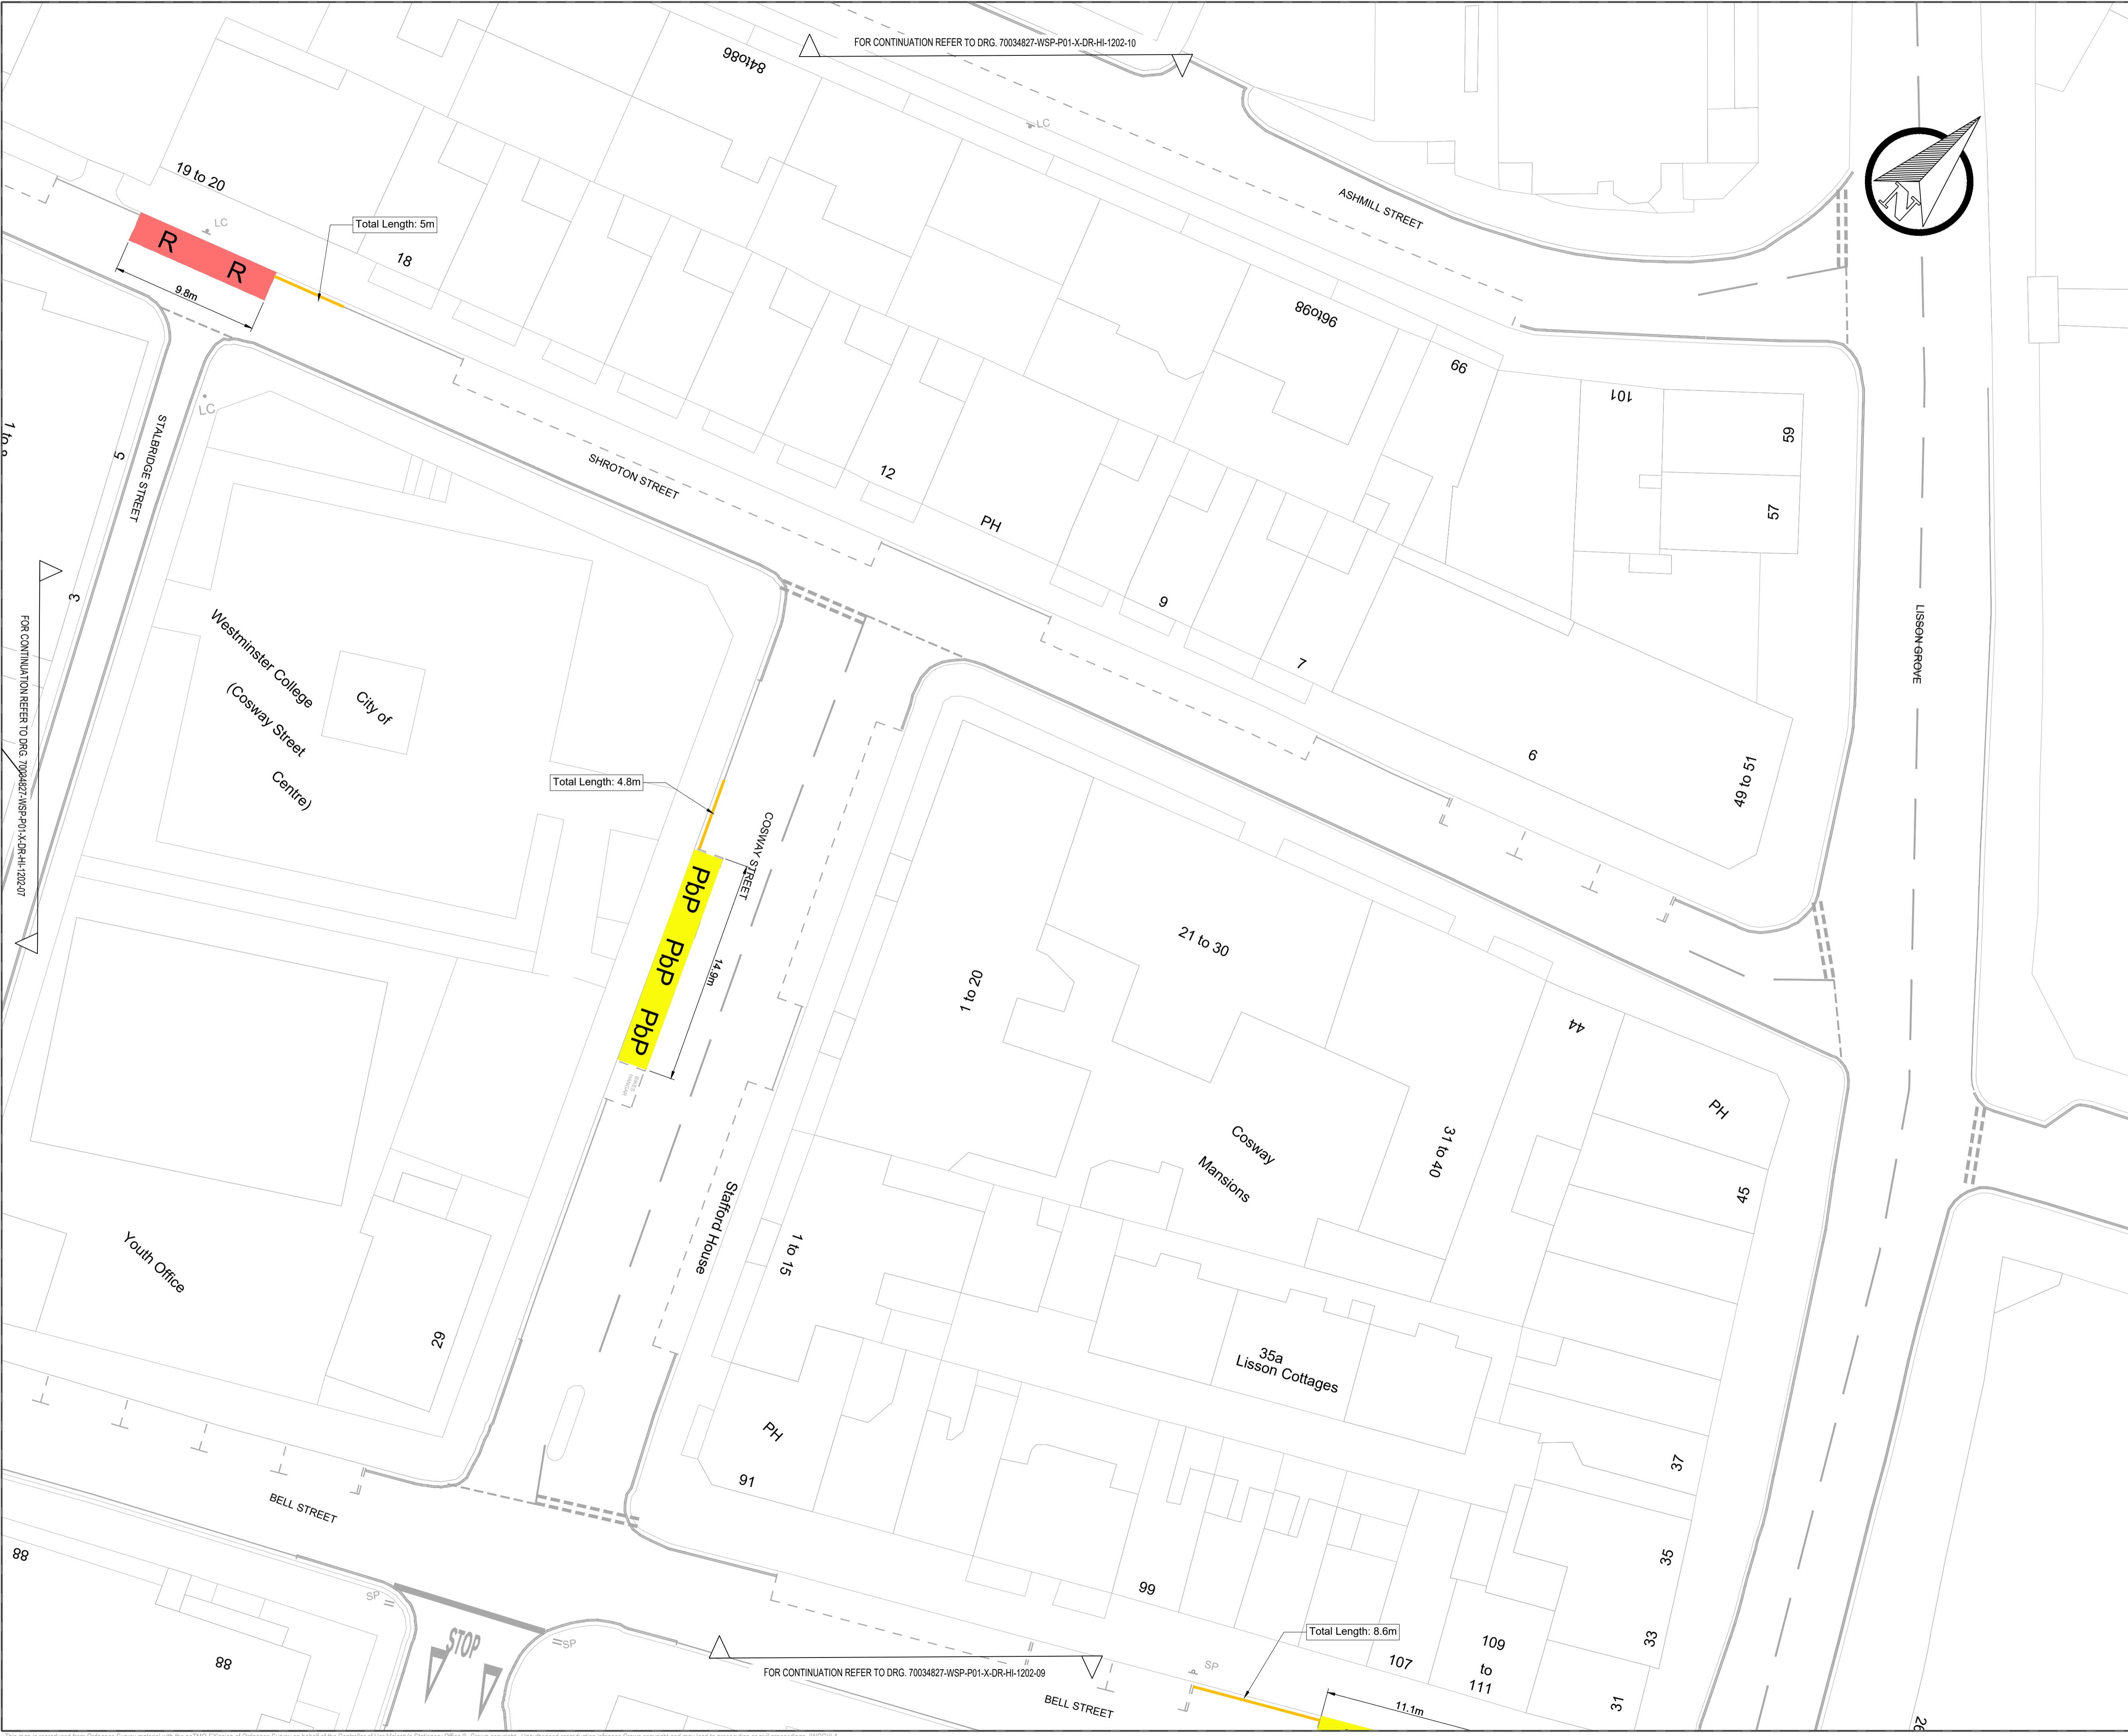 FOR CONTINUATION REFER TO DRG. 70034827-WSP-P01-X-DR-HI-1202-10
84to86
LC
19 to 20
LC
Total Length: 5m
R
R
9.8m
18
ASHMILL STREET
N
96to98
99
101
59
57
LC
STALBRIDGE STREET
5
3
SHROTON STREET
12
PH
9
7
6
49 to 51
LISSON GROVE
FOR CONTINUATION REFER TO DRG. 70034827-WSP-P01-X-DR-HI-1202-07
City of
Westminster College
(Cosway Street
Centre)
Total Length: 4.8m
COSWAY STREET
PbP
PbP
PbP
14.9m
BIKES
HANGAR
1 to 20
21 to 30
44
PH
45
31 to 40
Cosway
Mansions
Stafford House
1 to 15
Youth Office
29
35a
Lisson Cottages
37
35
33
31
PH
91
99
107
109
to
111
BELL STREET
88
88
SP
STOP
SP
FOR CONTINUATION REFER TO DRG. 70034827-WSP-P01-X-DR-HI-1202-09
SP
Total Length: 8.6m
BELL STREET
11.1m